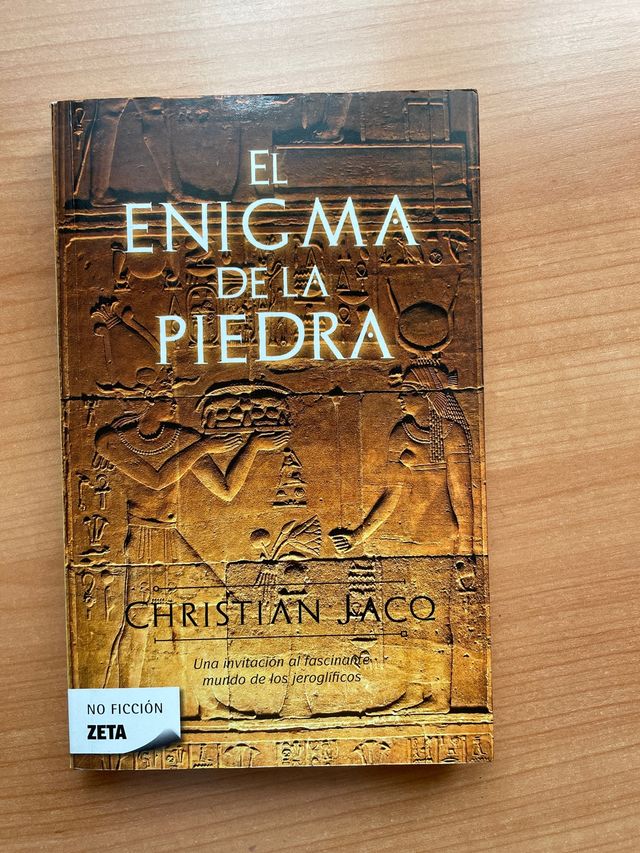 EL
ENIGMA
DE LA
PIEDRA
CHRISTIAN JACQ
Una invitación al fascinante
mundo de los jeroglíficos
NO FICCIÓN
ZETA